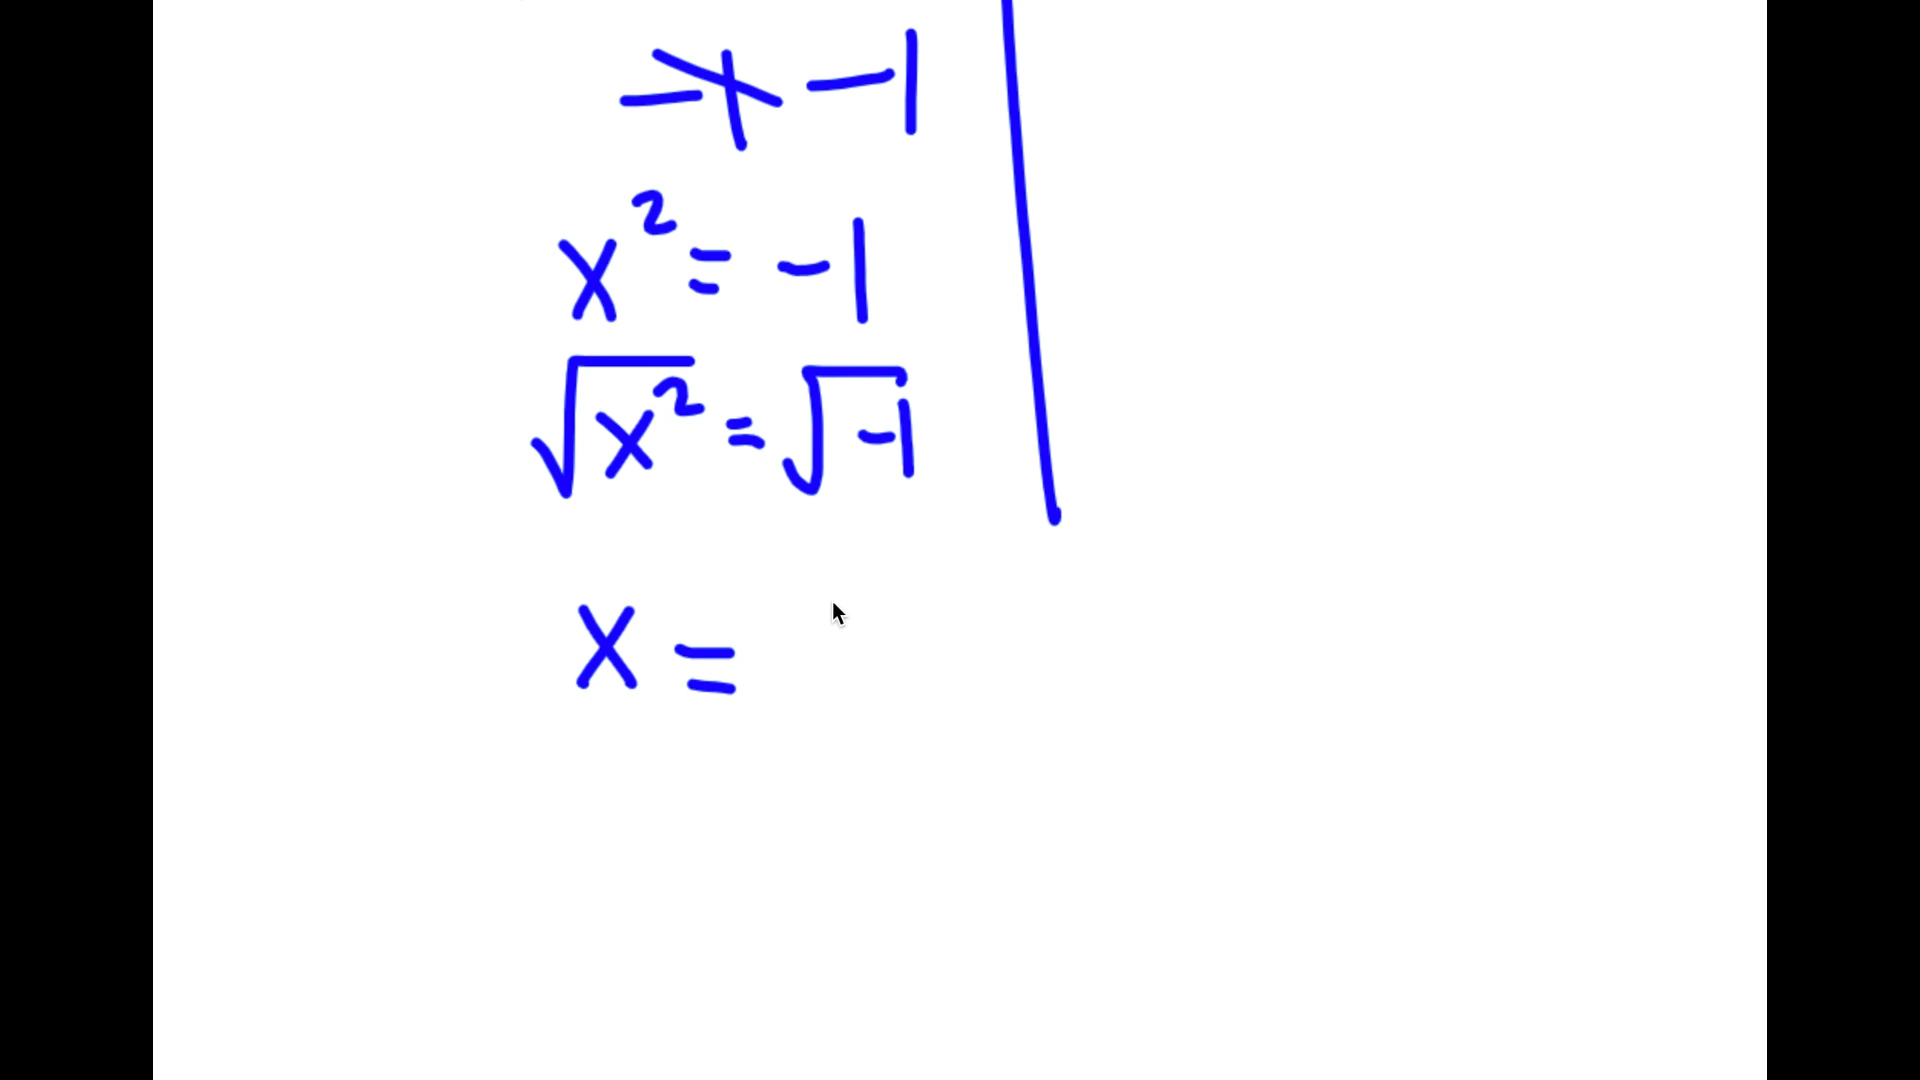 -1 -1
x² = -1
√x² = √-1
x =